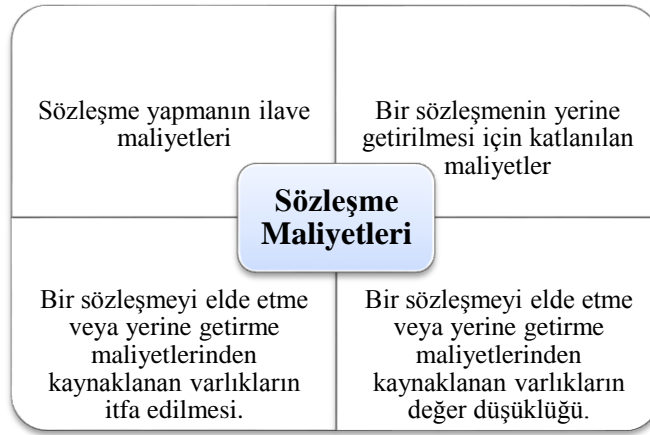 Sözleşme yapmanın ilave
maliyetleri
Bir sözleşmenin yerine
getirilmesi için katlanılan
maliyetler
Sözleşme
Maliyetleri
Bir sözleşmeyi elde etme
veya yerine getirme
maliyetlerinden
kaynaklanan varlıkların
itfa edilmesi.
Bir sözleşmeyi elde etme
veya yerine getirme
maliyetlerinden
kaynaklanan varlıkların
değer düşüklüğü.